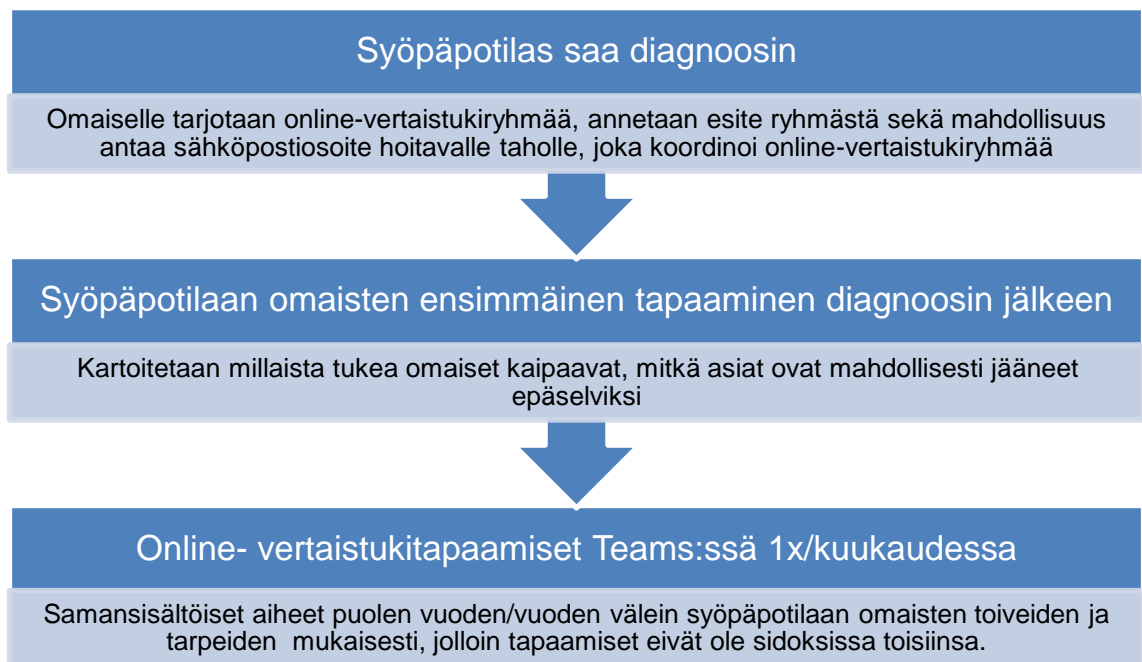 Syöpäpotilas saa diagnoosin
Omaiselle tarjotaan online-vertaistukiryhmää, annetaan esite ryhmästä sekä mahdollisuus
antaa sähköpostiosoite hoitavalle taholle, joka koordinoi online-vertaistukiryhmää
Syöpäpotilaan omaisten ensimmäinen tapaaminen diagnoosin jälkeen
Kartoitetaan millaista tukea omaiset kaipaavat, mitkä asiat ovat mahdollisesti jääneet
epäselviksi
Online- vertaistukitapaamiset Teams:ssä 1x/kuukaudessa
Samansisältöiset aiheet puolen vuoden/vuoden välein syöpäpotilaan omaisten toiveiden ja
tarpeiden mukaisesti, jolloin tapaamiset eivät ole sidoksissa toisiinsa.